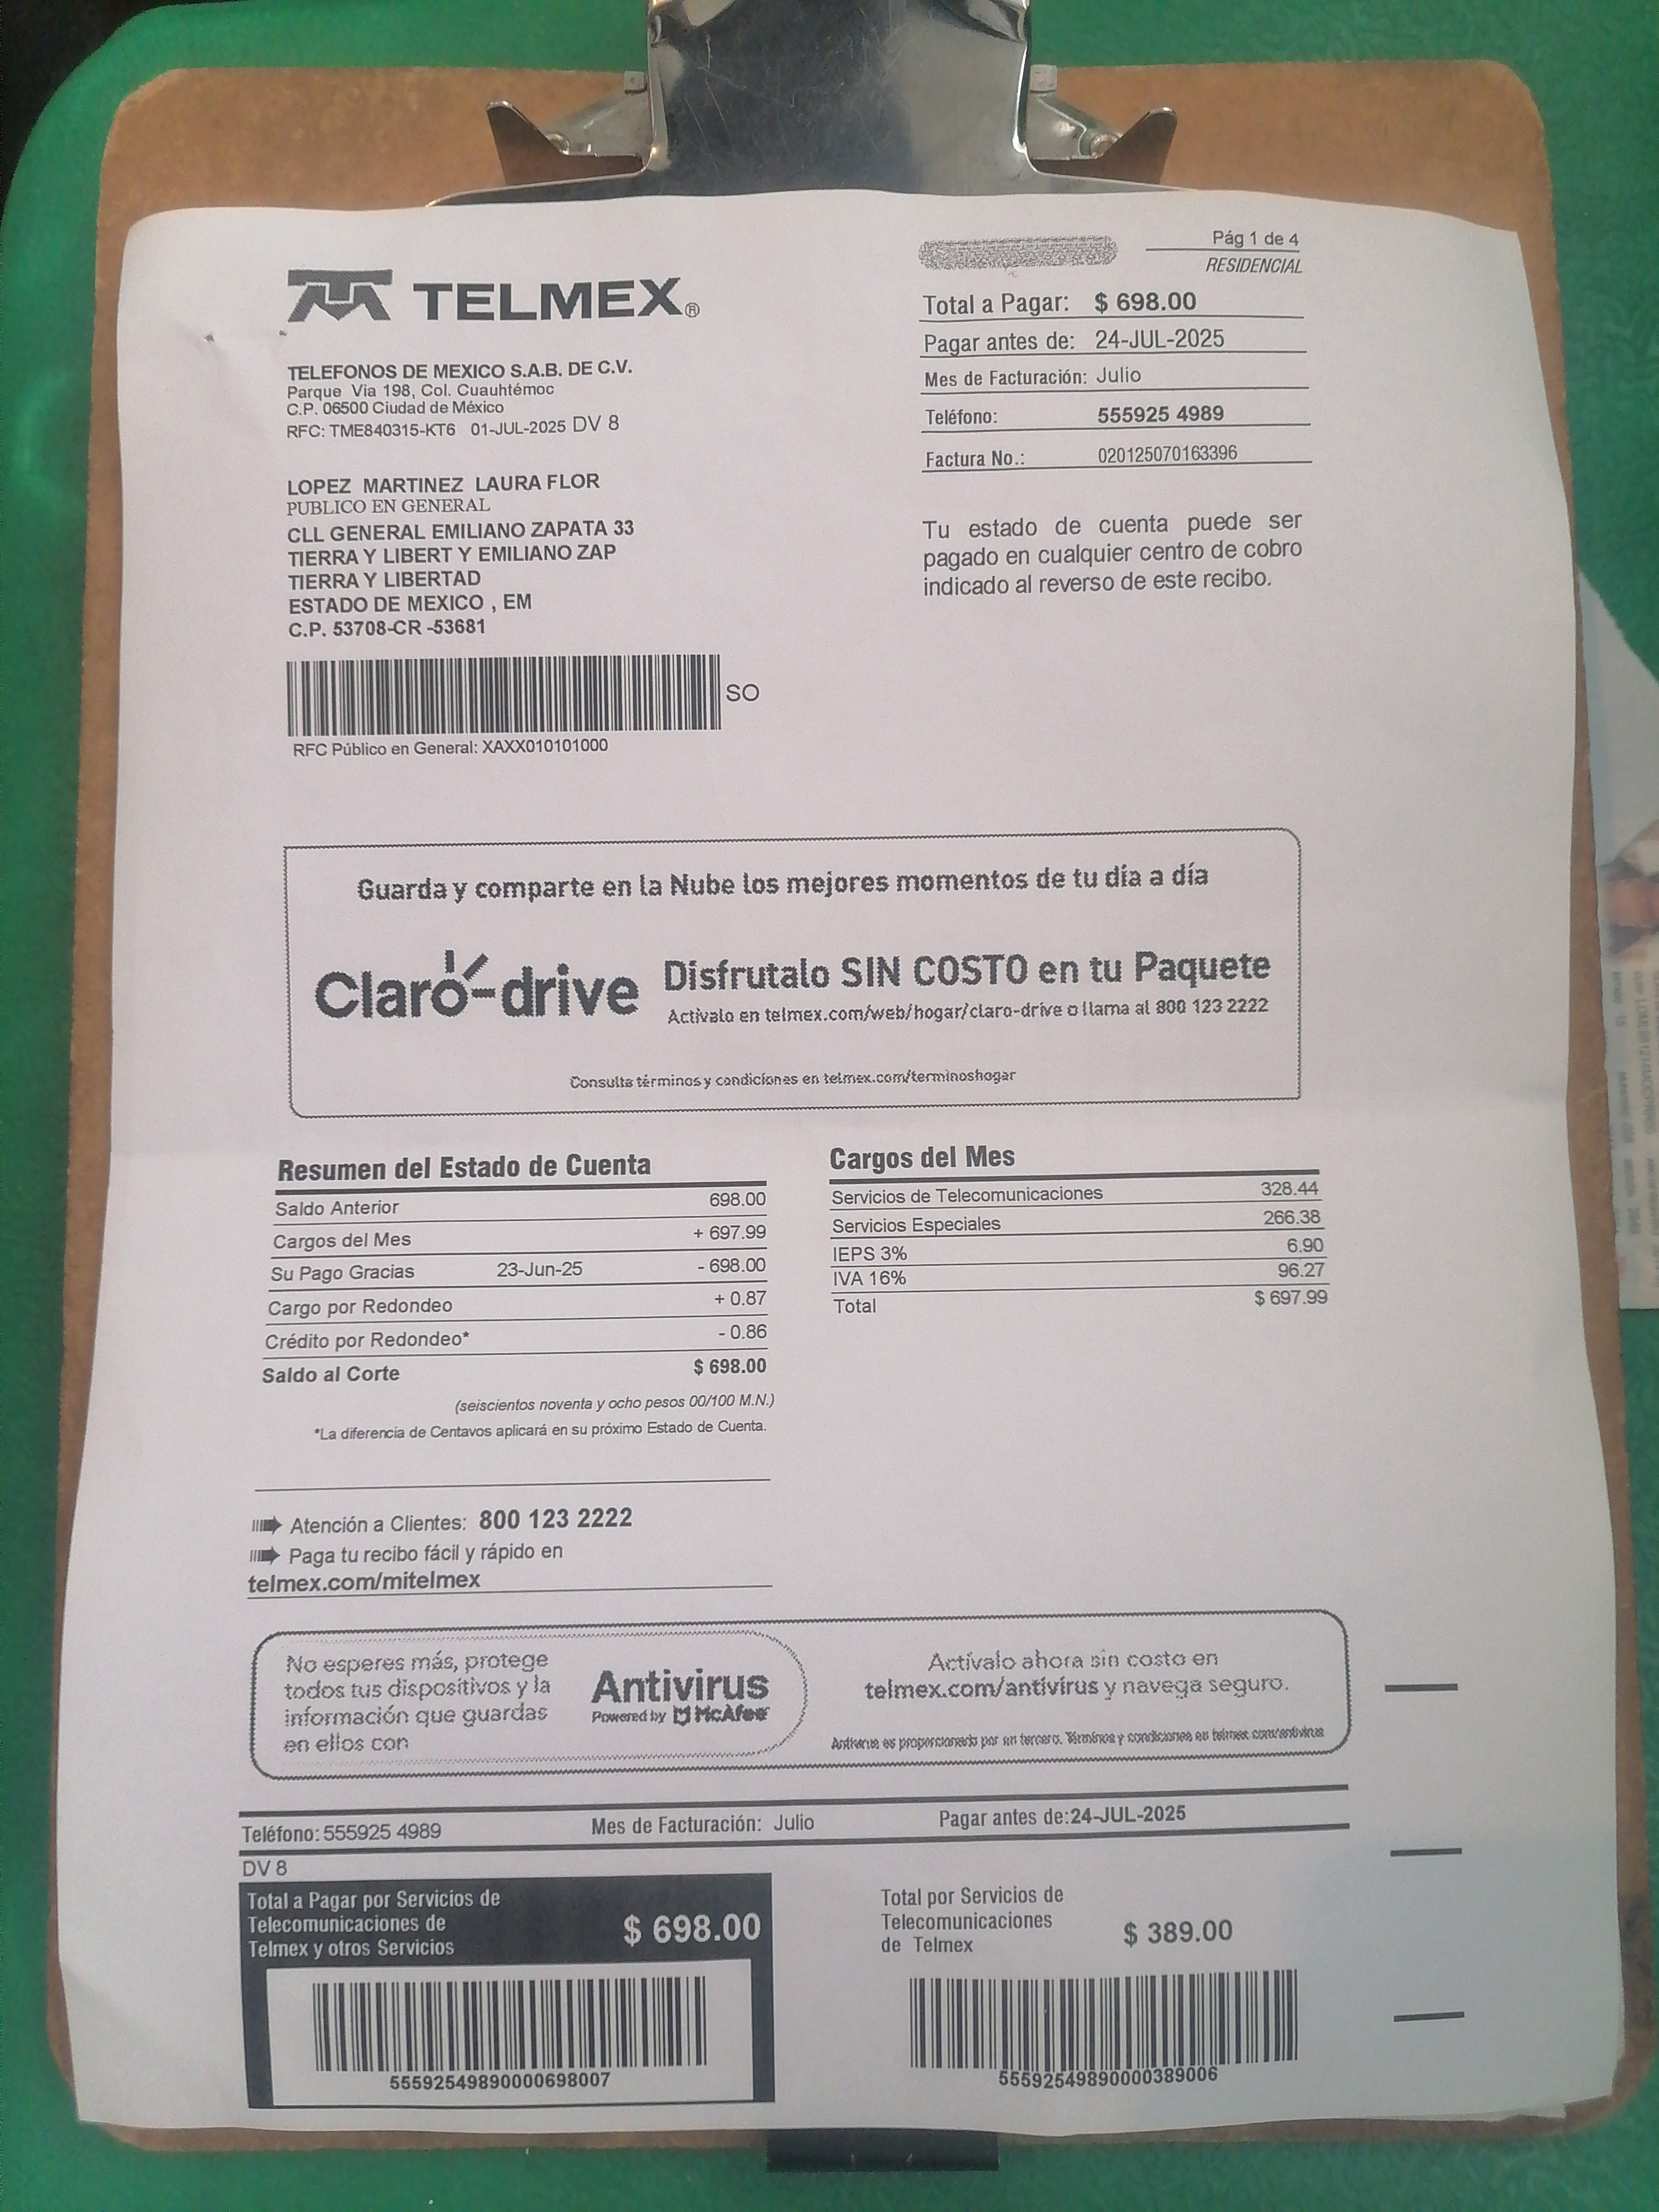 Pág 1 de 4
RESIDENCIAL
TELMEX®
Total a Pagar: $ 698.00
Pagar antes de: 24-JUL-2025
Mes de Facturación: Julio
Teléfono: 555925 4989
Factura No.: 020125070163396
TELEFONOS DE MEXICO S.A.B. DE C.V.
Parque Via 198, Col. Cuauhtémoc
C.P. 06500 Ciudad de México
RFC: TME840315-KT6 01-JUL-2025 DV 8
LOPEZ MARTINEZ LAURA FLOR
PUBLICO EN GENERAL
CLL GENERAL EMILIANO ZAPATA 33
TIERRA Y LIBERT Y EMILIANO ZAP
TIERRA Y LIBERTAD
ESTADO DE MEXICO , EM
C.P. 53708-CR -53681
Tu estado de cuenta puede ser
pagado en cualquier centro de cobro
indicado al reverso de este recibo.
SO
RFC Público en General: XAXX010101000
Guarda y comparte en la Nube los mejores momentos de tu día a día
Claro-drive
Disfrutalo SIN COSTO en tu Paquete
Actívalo en telmex.com/web/hogar/claro-drive o llama al 800 123 2222
Consulta términos y condiciones en telmex.com/terminoshogar
Resumen del Estado de Cuenta
Saldo Anterior 698.00
Cargos del Mes + 697.99
Su Pago Gracias 23-Jun-25 - 698.00
Cargo por Redondeo + 0.87
Crédito por Redondeo* - 0.86
Saldo al Corte $ 698.00
(seiscientos noventa y ocho pesos 00/100 M.N.)
*La diferencia de Centavos aplicará en su próximo Estado de Cuenta.
Cargos del Mes
Servicios de Telecomunicaciones 328.44
Servicios Especiales 266.38
IEPS 3% 6.90
IVA 16% 96.27
Total $ 697.99
Atención a Clientes: 800 123 2222
Paga tu recibo fácil y rápido en
telmex.com/mitelmex
No esperes más, protege
todos tus dispositivos y la
información que guardas
en ellos con
Antivirus
Powered by McAfee
Actívalo ahora sin costo en
telmex.com/antivirus y navega seguro.
Antivirus es proporcionado por un tercero. Términos y condiciones en telmex.com/antivirus
Teléfono: 555925 4989 Mes de Facturación: Julio Pagar antes de:24-JUL-2025
DV 8
Total a Pagar por Servicios de
Telecomunicaciones de
Telmex y otros Servicios
$ 698.00
55592549890000698007
Total por Servicios de
Telecomunicaciones
de Telmex
$ 389.00
55592549890000389006